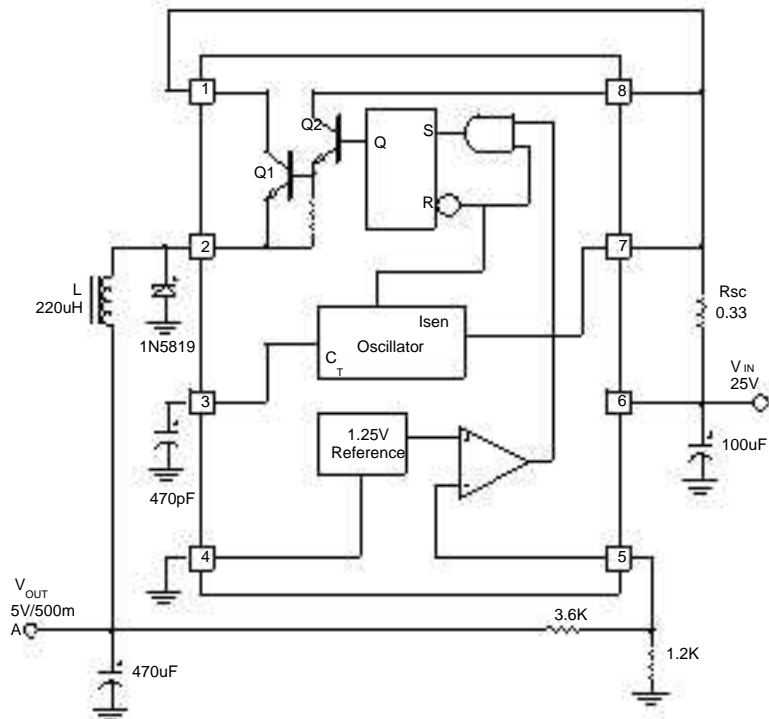 1
8
Q2
Q
S
Q1
R
2
7
L
220uH
1N5819
Isen
Oscillator
C T
Rsc
0.33
V IN
25V
3
6
1.25V
Reference
100uF
470pF
-
4
5
V OUT
5V/500m
A
3.6K
1.2K
470uF